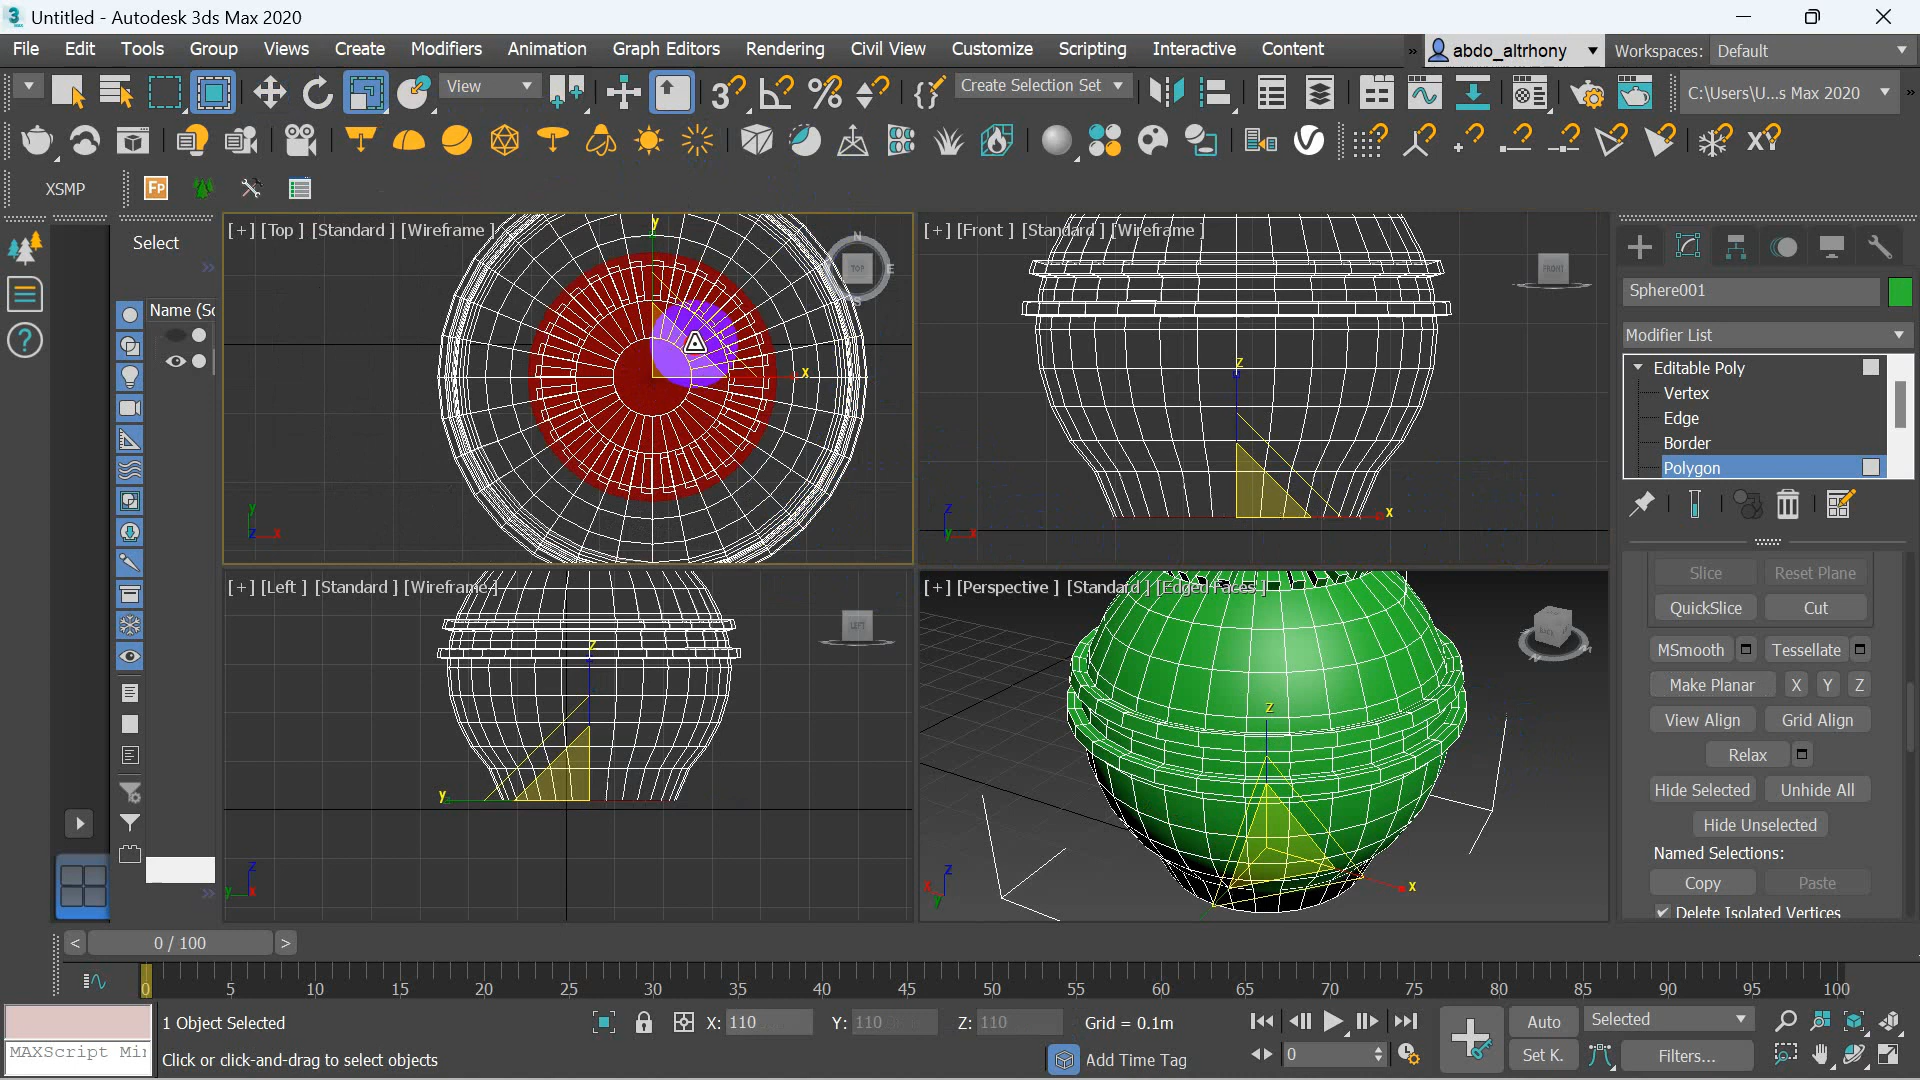 Untitled - Autodesk 3ds Max 2020
File Edit Tools Group Views Create Modifiers Animation Graph Editors Rendering Civil View Customize Scripting Interactive Content
abdo_altrhony Workspaces: Default
View Create Selection Set C:\Users\U...s Max 2020
XSMP
Select
Name (Sc
[+] [Top ] [Standard ] [Wireframe ]
[+] [Front ] [Standard ] [Wireframe ]
[+] [Left ] [Standard ] [Wireframe ]
[+] [Perspective ] [Standard ] [Edged Faces ]
Sphere001
Modifier List
Editable Poly
Vertex
Edge
Border
Polygon
Slice Reset Plane
QuickSlice Cut
MSmooth Tessellate
Make Planar X Y Z
View Align Grid Align
Relax
Hide Selected Unhide All
Hide Unselected
Named Selections:
Copy Paste
Delete Isolated Vertices
< 0 / 100 >
0 5 10 15 20 25 30 35 40 45 50 55 60 65 70 75 80 85 90 95 100
MAXScript Mi
1 Object Selected
Click or click-and-drag to select objects
X: 110 Y: 110 Z: 110 Grid = 0.1m
Add Time Tag
0
Auto Selected
Set K. Filters...